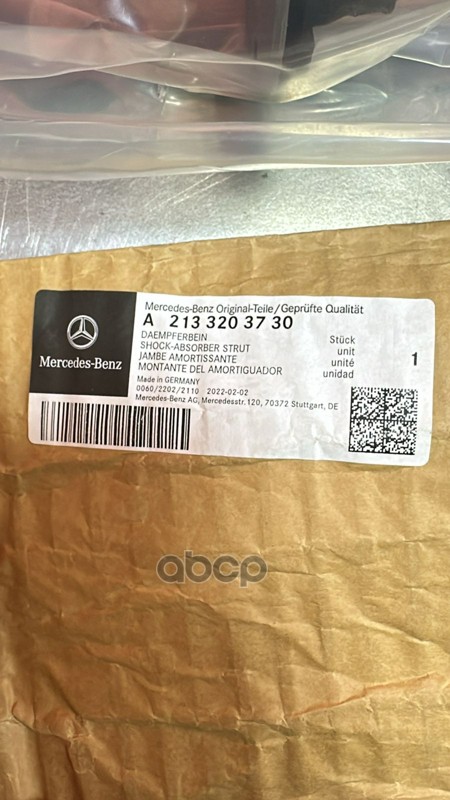 Mercedes-Benz Original-Teile/Geprüfte Qualität
A 213 320 37 30
DAEMPFERBEIN
SHOCK-ABSORBER STRUT
JAMBE AMORTISSANTE
MONTANTE DEL AMORTIGUADOR
Stück
unit
unité
unidad
1
Mercedes-Benz
Made in GERMANY
0060/2202/2110 2022-02-02
Mercedes-Benz AG, Mercedesstr.120, 70372 Stuttgart, DE
abcp